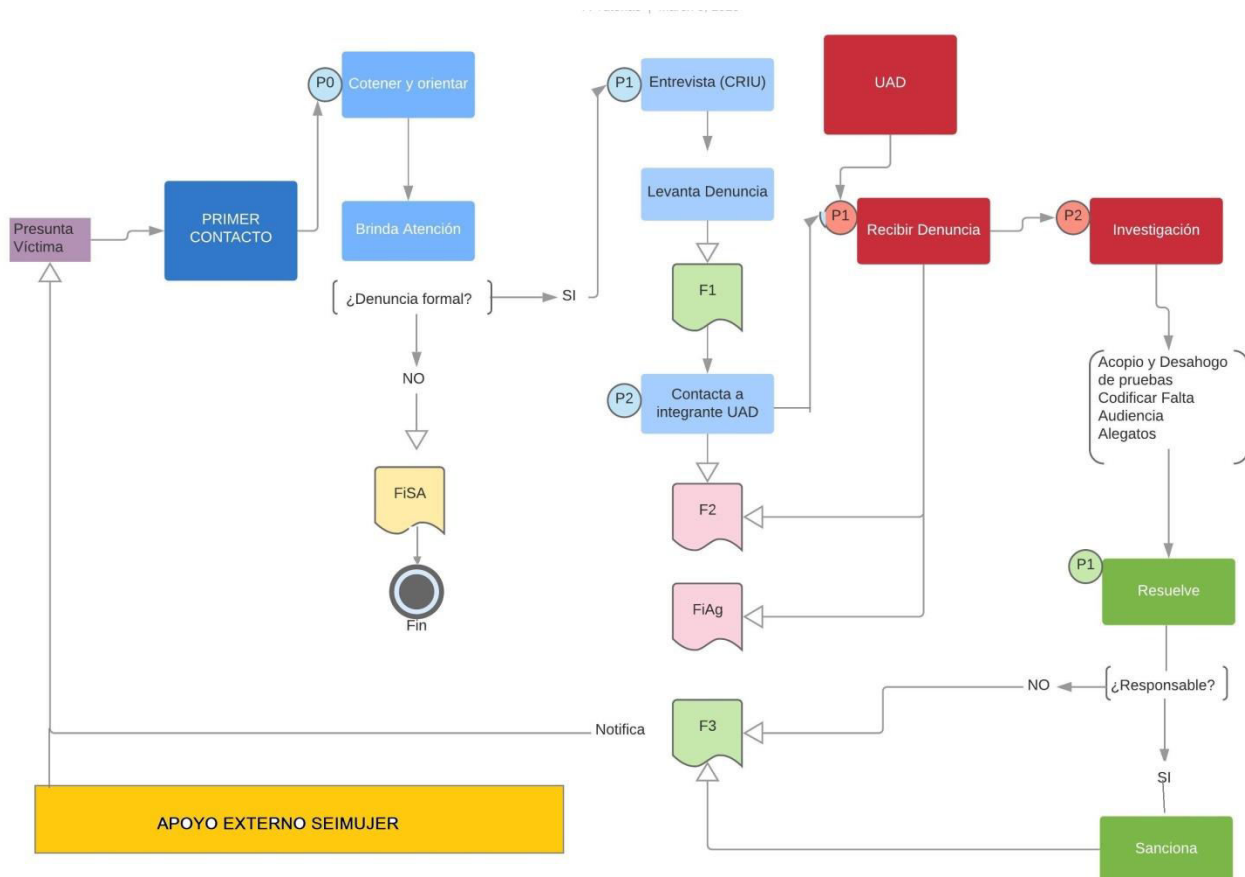 P0
Cotener y orientar
P1
Entrevista (CRIU)
UAD
Levanta Denuncia
PRIMER
CONTACTO
Presunta
Víctima
Brinda Atención
P1
Recibir Denuncia
P2
Investigación
¿Denuncia formal?
SI
F1
NO
P2
Contacta a
integrante UAD
Acopio y Desahogo
de pruebas
Codificar Falta
Audiencia
Alegatos
FiSA
F2
Fin
FiAg
P1
Resuelve
¿Responsable?
NO
F3
Notifica
SI
APOYO EXTERNO SEIMUJER
Sanciona